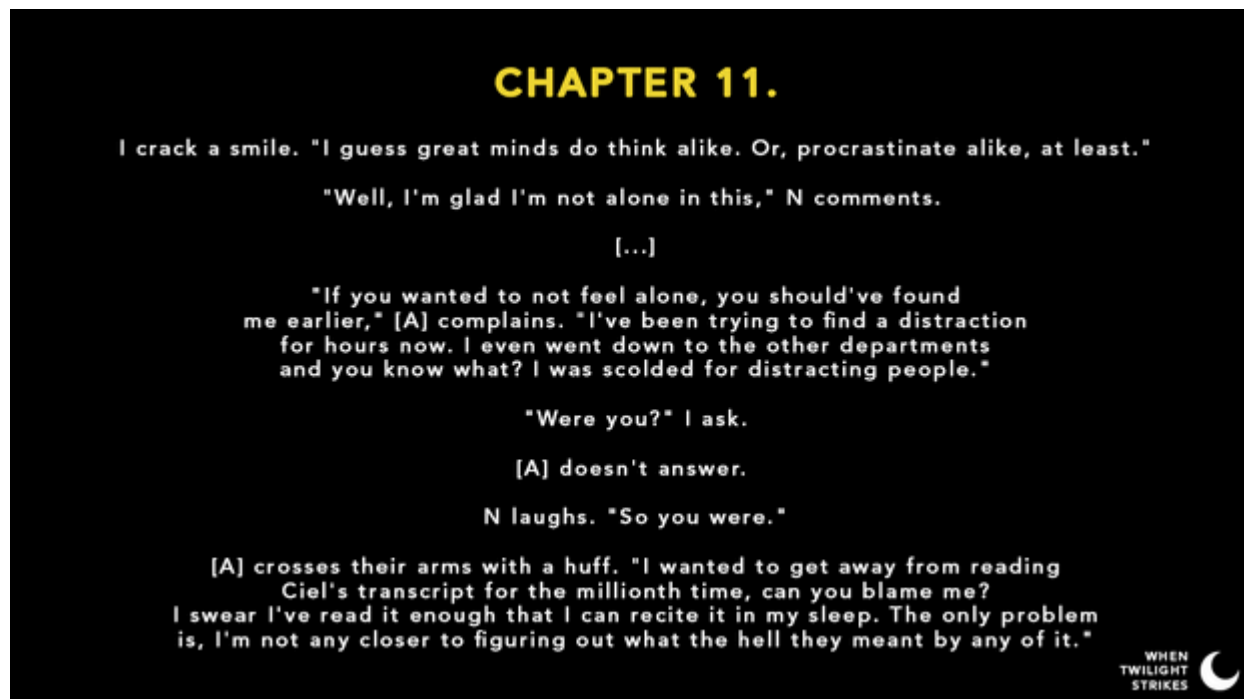 CHAPTER 11.
I crack a smile. "I guess great minds do think alike. Or, procrastinate alike, at least."
"Well, I'm glad I'm not alone in this," N comments.
[...]
"If you wanted to not feel alone, you should've found
me earlier," [A] complains. "I've been trying to find a distraction
for hours now. I even went down to the other departments
and you know what? I was scolded for distracting people."
"Were you?" I ask.
[A] doesn't answer.
N laughs. "So you were."
[A] crosses their arms with a huff. "I wanted to get away from reading
Ciel's transcript for the millionth time, can you blame me?
I swear I've read it enough that I can recite it in my sleep. The only problem
is, I'm not any closer to figuring out what the hell they meant by any of it."
WHEN
TWILIGHT
STRIKES